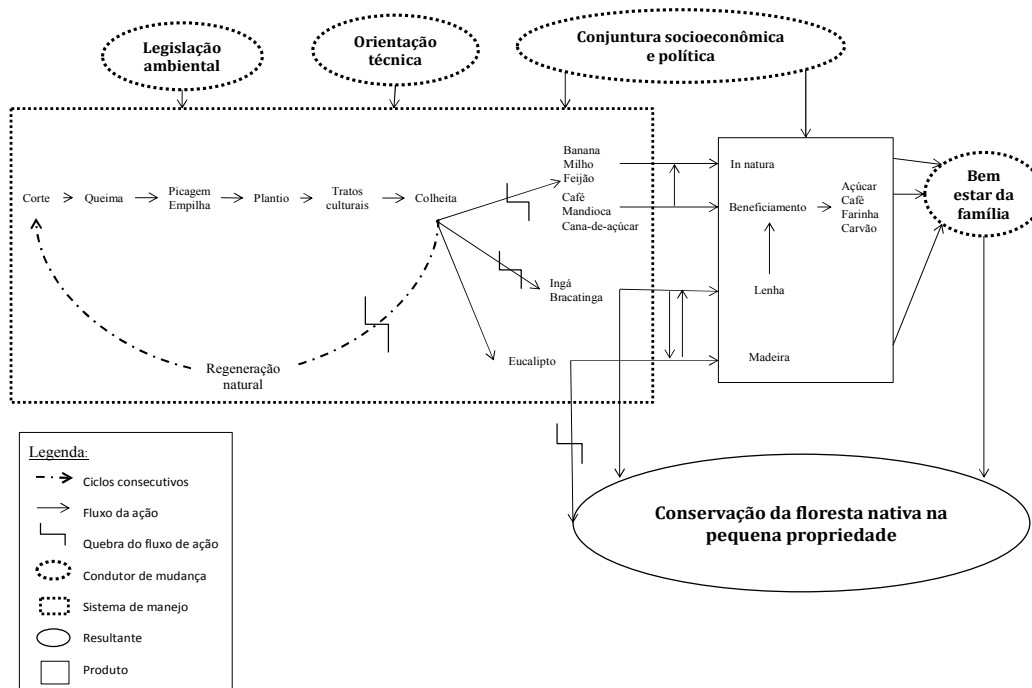 Legislação
ambiental
Orientação
técnica
Conjuntura socioeconômica
e política
Corte
Queima
Picagem
Empilha
Plantio
Tratos
culturais
Colheita
Banana
Milho
Feijão
Café
Mandioca
Cana-de-açúcar
Ingá
Bracatinga
Eucalipto
Regeneração
natural
In natura
Beneficiamento
Açúcar
Café
Farinha
Carvão
Lenha
Madeira
Bem
estar da
família
Conservação da floresta nativa na
pequena propriedade
Legenda:
Ciclos consecutivos
Fluxo da ação
Quebra do fluxo de ação
Condutor de mudança
Sistema de manejo
Resultante
Produto